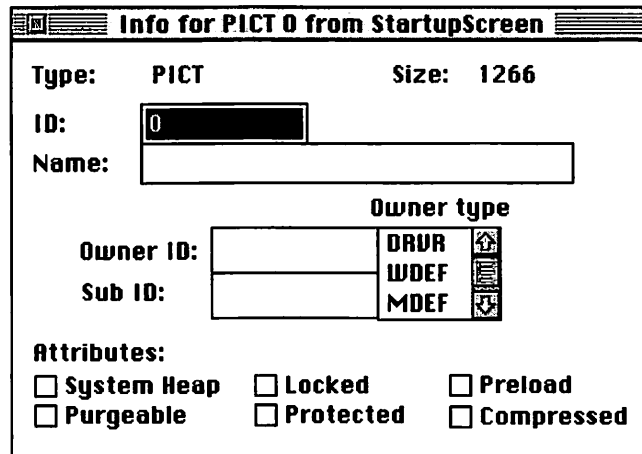 Info for PICT 0 from StartupScreen
Type: PICT Size: 1266
ID: 0
Name:
Owner type
Owner ID: DRVR
WDEF
Sub ID: MDEF
Attributes:
System Heap Locked Preload
Purgeable Protected Compressed